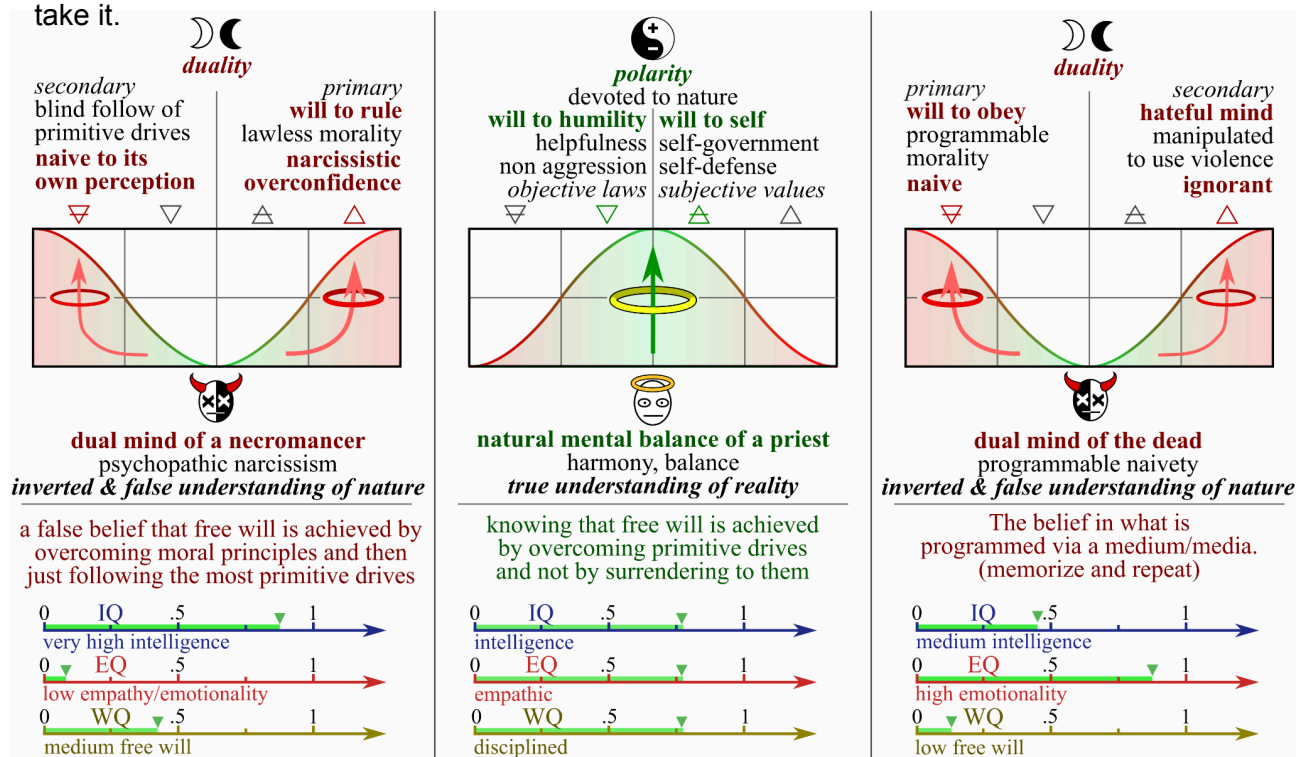 take it.
duality
secondary
blind follow of
primitive drives
naive to its
own perception
primary
will to rule
lawless morality
narcissistic
overconfidence
dual mind of a necromancer
psychopathic narcissism
inverted & false understanding of nature
a false belief that free will is achieved by
overcoming moral principles and then
just following the most primitive drives
0 IQ .5 1
very high intelligence
0 EQ .5 1
low empathy/emotionality
0 WQ .5 1
medium free will
+
-
polarity
devoted to nature
will to humility
helpfulness
non aggression
objective laws
will to self
self-government
self-defense
subjective values
natural mental balance of a priest
harmony, balance
true understanding of reality
knowing that free will is achieved
by overcoming primitive drives
and not by surrendering to them
0 IQ .5 1
intelligence
0 EQ .5 1
empathic
0 WQ .5 1
disciplined
duality
primary
will to obey
programmable
morality
naive
secondary
hateful mind
manipulated
to use violence
ignorant
dual mind of the dead
programmable naivety
inverted & false understanding of nature
The belief in what is
programmed via a medium/media.
(memorize and repeat)
0 IQ .5 1
medium intelligence
0 EQ .5 1
high emotionality
0 WQ .5 1
low free will